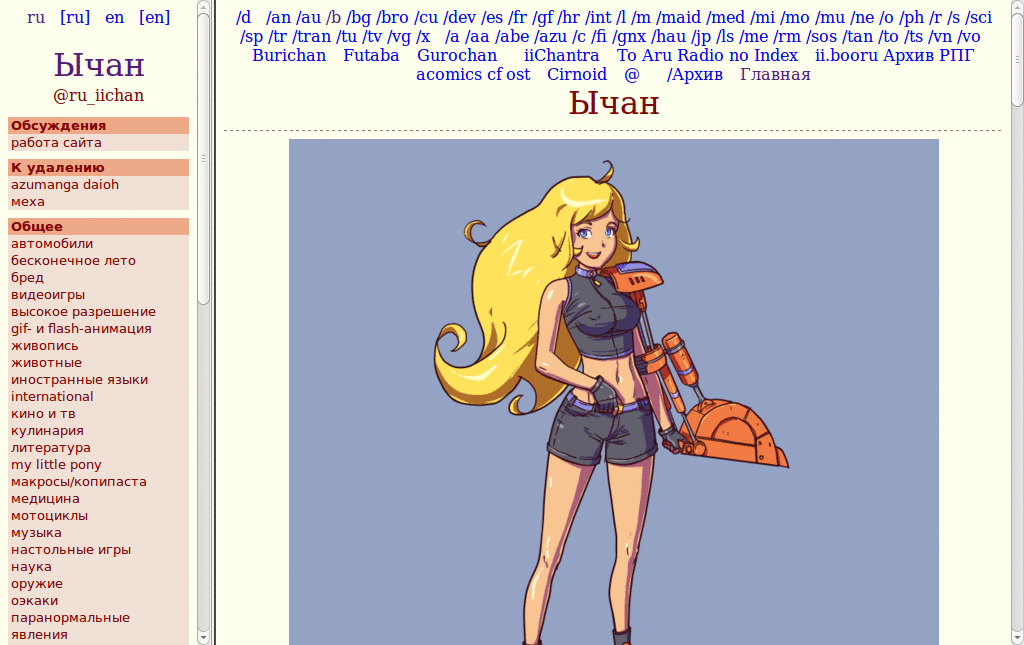 ru [ru] en [en]
Ычан
@ru_iichan
Обсуждения
работа сайта
К удалению
azumanga daioh
меха
Общее
автомобили
бесконечное лето
бред
видеоигры
высокое разрешение
gif- и flash-анимация
живопись
животные
иностранные языки
international
кино и тв
кулинария
литература
my little pony
макросы/копипаста
медицина
мотоциклы
музыка
настольные игры
наука
оружие
оэкаки
паранормальные
явления
/d /an /au /b /bg /bro /cu /dev /es /fr /gf /hr /int /l /m /maid /med /mi /mo /mu /ne /o /ph /r /s /sci
/sp /tr /tran /tu /tv /vg /x /a /aa /abe /azu /c /fi /gnx /hau /jp /ls /me /rm /sos /tan /to /ts /vn /vo
Burichan Futaba Gurochan iiChantra To Aru Radio no Index ii.booru Архив РПГ
acomics cf ost Cirnoid @ /Архив Главная
Ычан